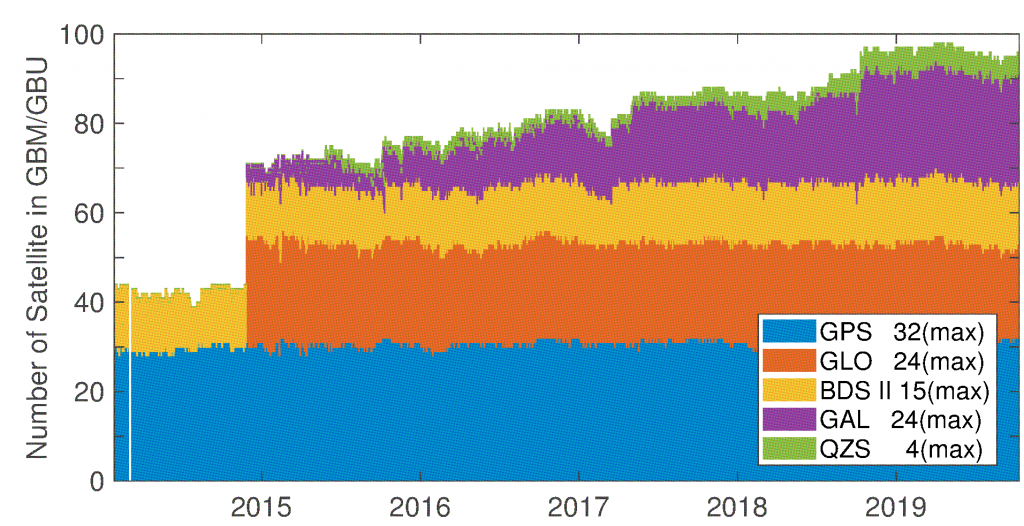 Number of Satellite in GBM/GBU
100
80
60
40
20
0
GPS 32(max)
GLO 24(max)
BDS II 15(max)
GAL 24(max)
QZS 4(max)
2015 2016 2017 2018 2019